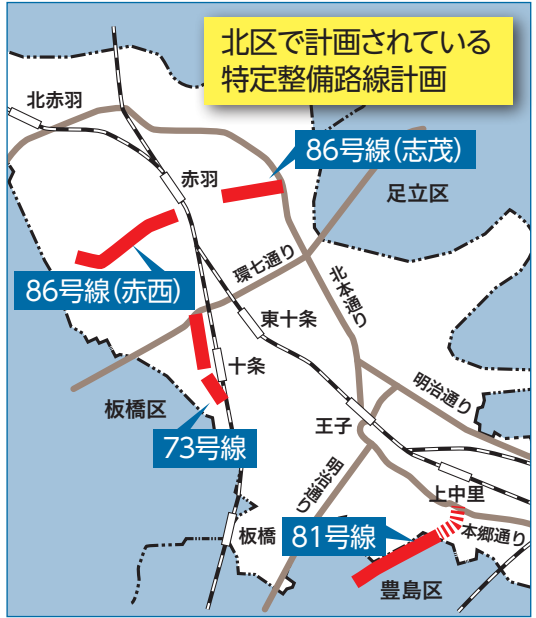 北区で計画されている
特定整備路線計画
北赤羽
86号線(志茂)
赤羽
足立区
環七通り
北本通り
86号線(赤西)
東十条
十条
明治通り
板橋区
王子
73号線
明治通り
上中里
板橋
81号線
本郷通り
豊島区